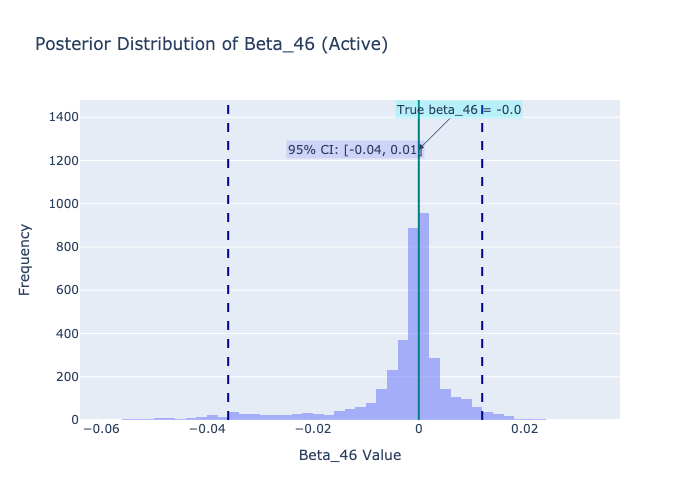 Posterior Distribution of Beta_46 (Active)
True beta_46 = -0.0
95% CI: [-0.04, 0.01]
1400
1200
1000
800
600
400
200
0
Frequency
−0.06
−0.04
−0.02
0
0.02
Beta_46 Value